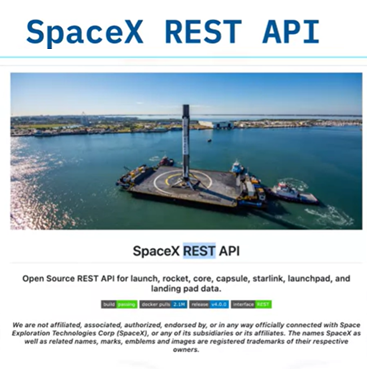 SpaceX REST API
SpaceX REST API
Open Source REST API for launch, rocket, core, capsule, starlink, launchpad, and
landing pad data.
build passing docker pulls 2.1M release v4.0.0 interface REST
We are not affiliated, associated, authorized, endorsed by, or in any way officially connected with Space
Exploration Technologies Corp (SpaceX), or any of its subsidiaries or its affiliates. The names SpaceX as
well as related names, marks, emblems and images are registered trademarks of their respective
owners.